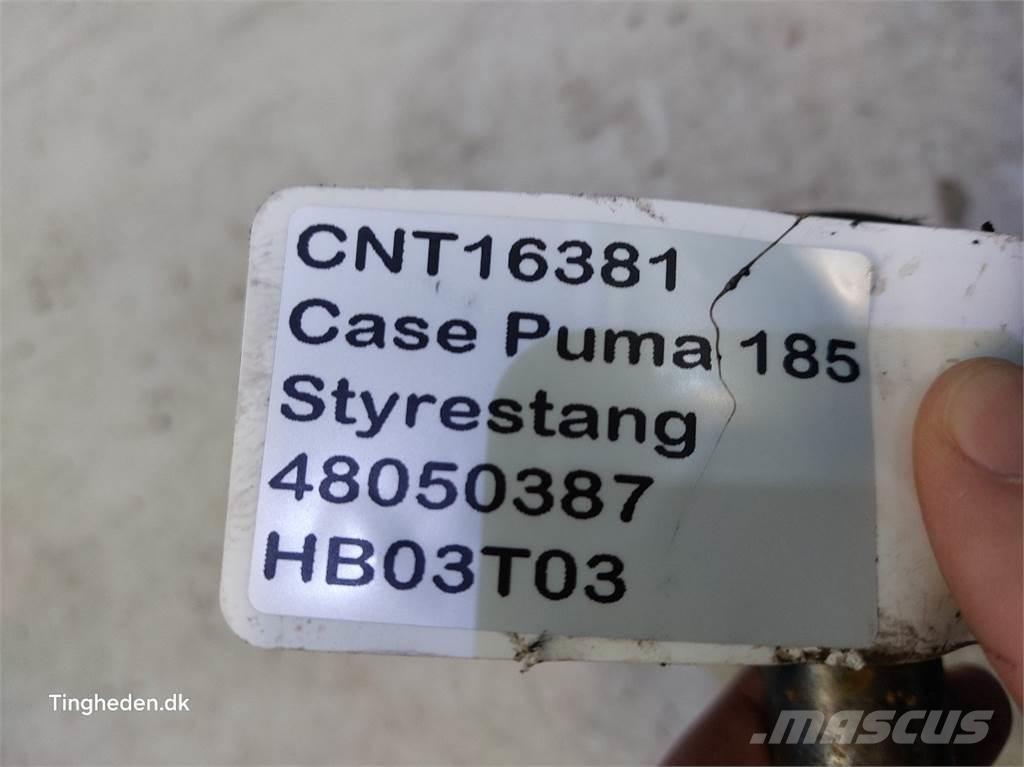 CNT16381
Case Puma 185
Styrestang
48050387
HB03T03
Tingheden.dk
MASCUS